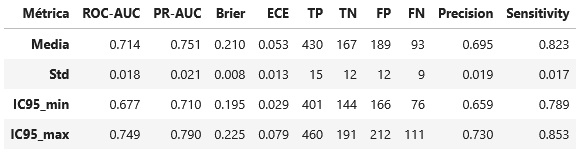 Métrica ROC-AUC PR-AUC Brier ECE TP TN FP FN Precision Sensitivity
Media 0.714 0.751 0.210 0.053 430 167 189 93 0.695 0.823
Std 0.018 0.021 0.008 0.013 15 12 12 9 0.019 0.017
IC95_min 0.677 0.710 0.195 0.029 401 144 166 76 0.659 0.789
IC95_max 0.749 0.790 0.225 0.079 460 191 212 111 0.730 0.853